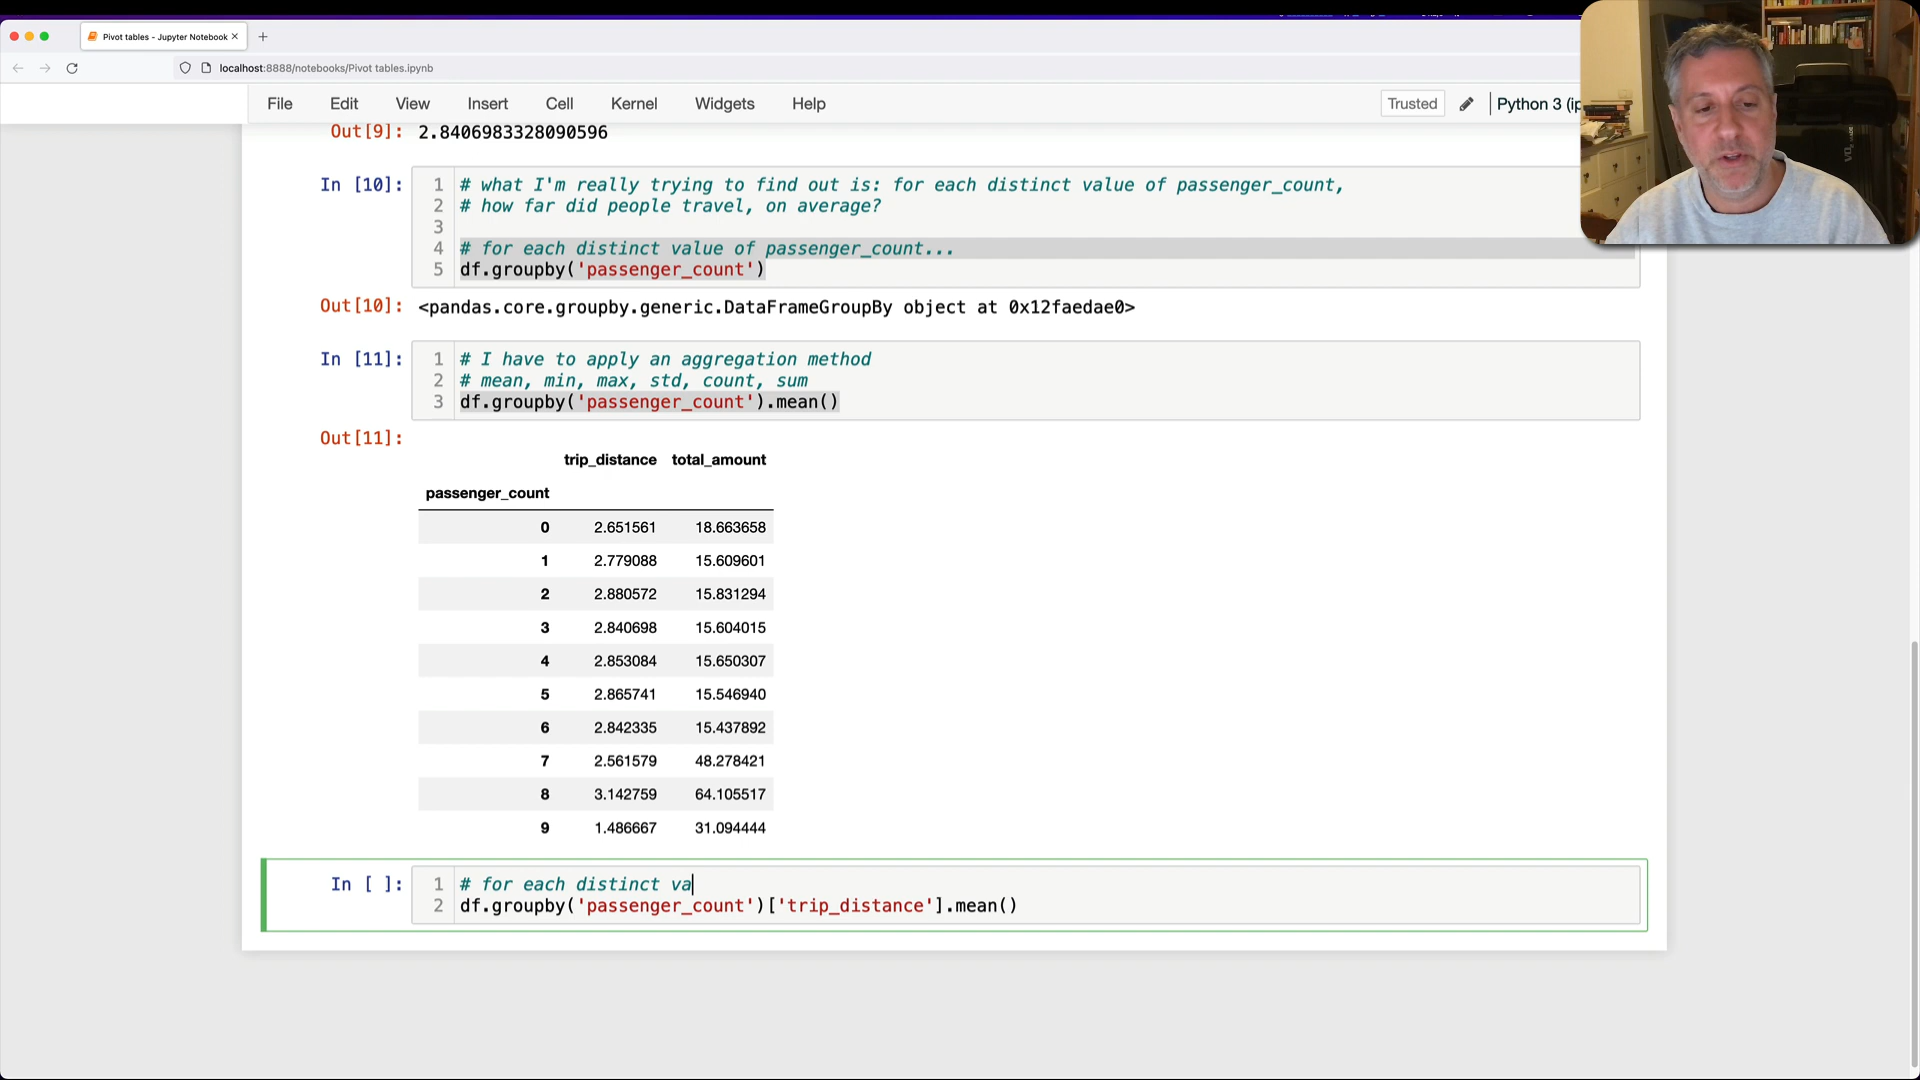 Pivot tables - Jupyter Notebook
localhost:8888/notebooks/Pivot tables.ipynb
File Edit View Insert Cell Kernel Widgets Help Trusted Python 3 (ip
Out[9]: 2.8406983328090596
In [10]: 1 # what I'm really trying to find out is: for each distinct value of passenger_count,
2 # how far did people travel, on average?
3
4 # for each distinct value of passenger_count...
5 df.groupby('passenger_count')
Out[10]: <pandas.core.groupby.generic.DataFrameGroupBy object at 0x12faedae0>
In [11]: 1 # I have to apply an aggregation method
2 # mean, min, max, std, count, sum
3 df.groupby('passenger_count').mean()
Out[11]:
trip_distance total_amount
passenger_count
0 2.651561 18.663658
1 2.779088 15.609601
2 2.880572 15.831294
3 2.840698 15.604015
4 2.853084 15.650307
5 2.865741 15.546940
6 2.842335 15.437892
7 2.561579 48.278421
8 3.142759 64.105517
9 1.486667 31.094444
In [ ]: 1 # for each distinct va
2 df.groupby('passenger_count')['trip_distance'].mean()